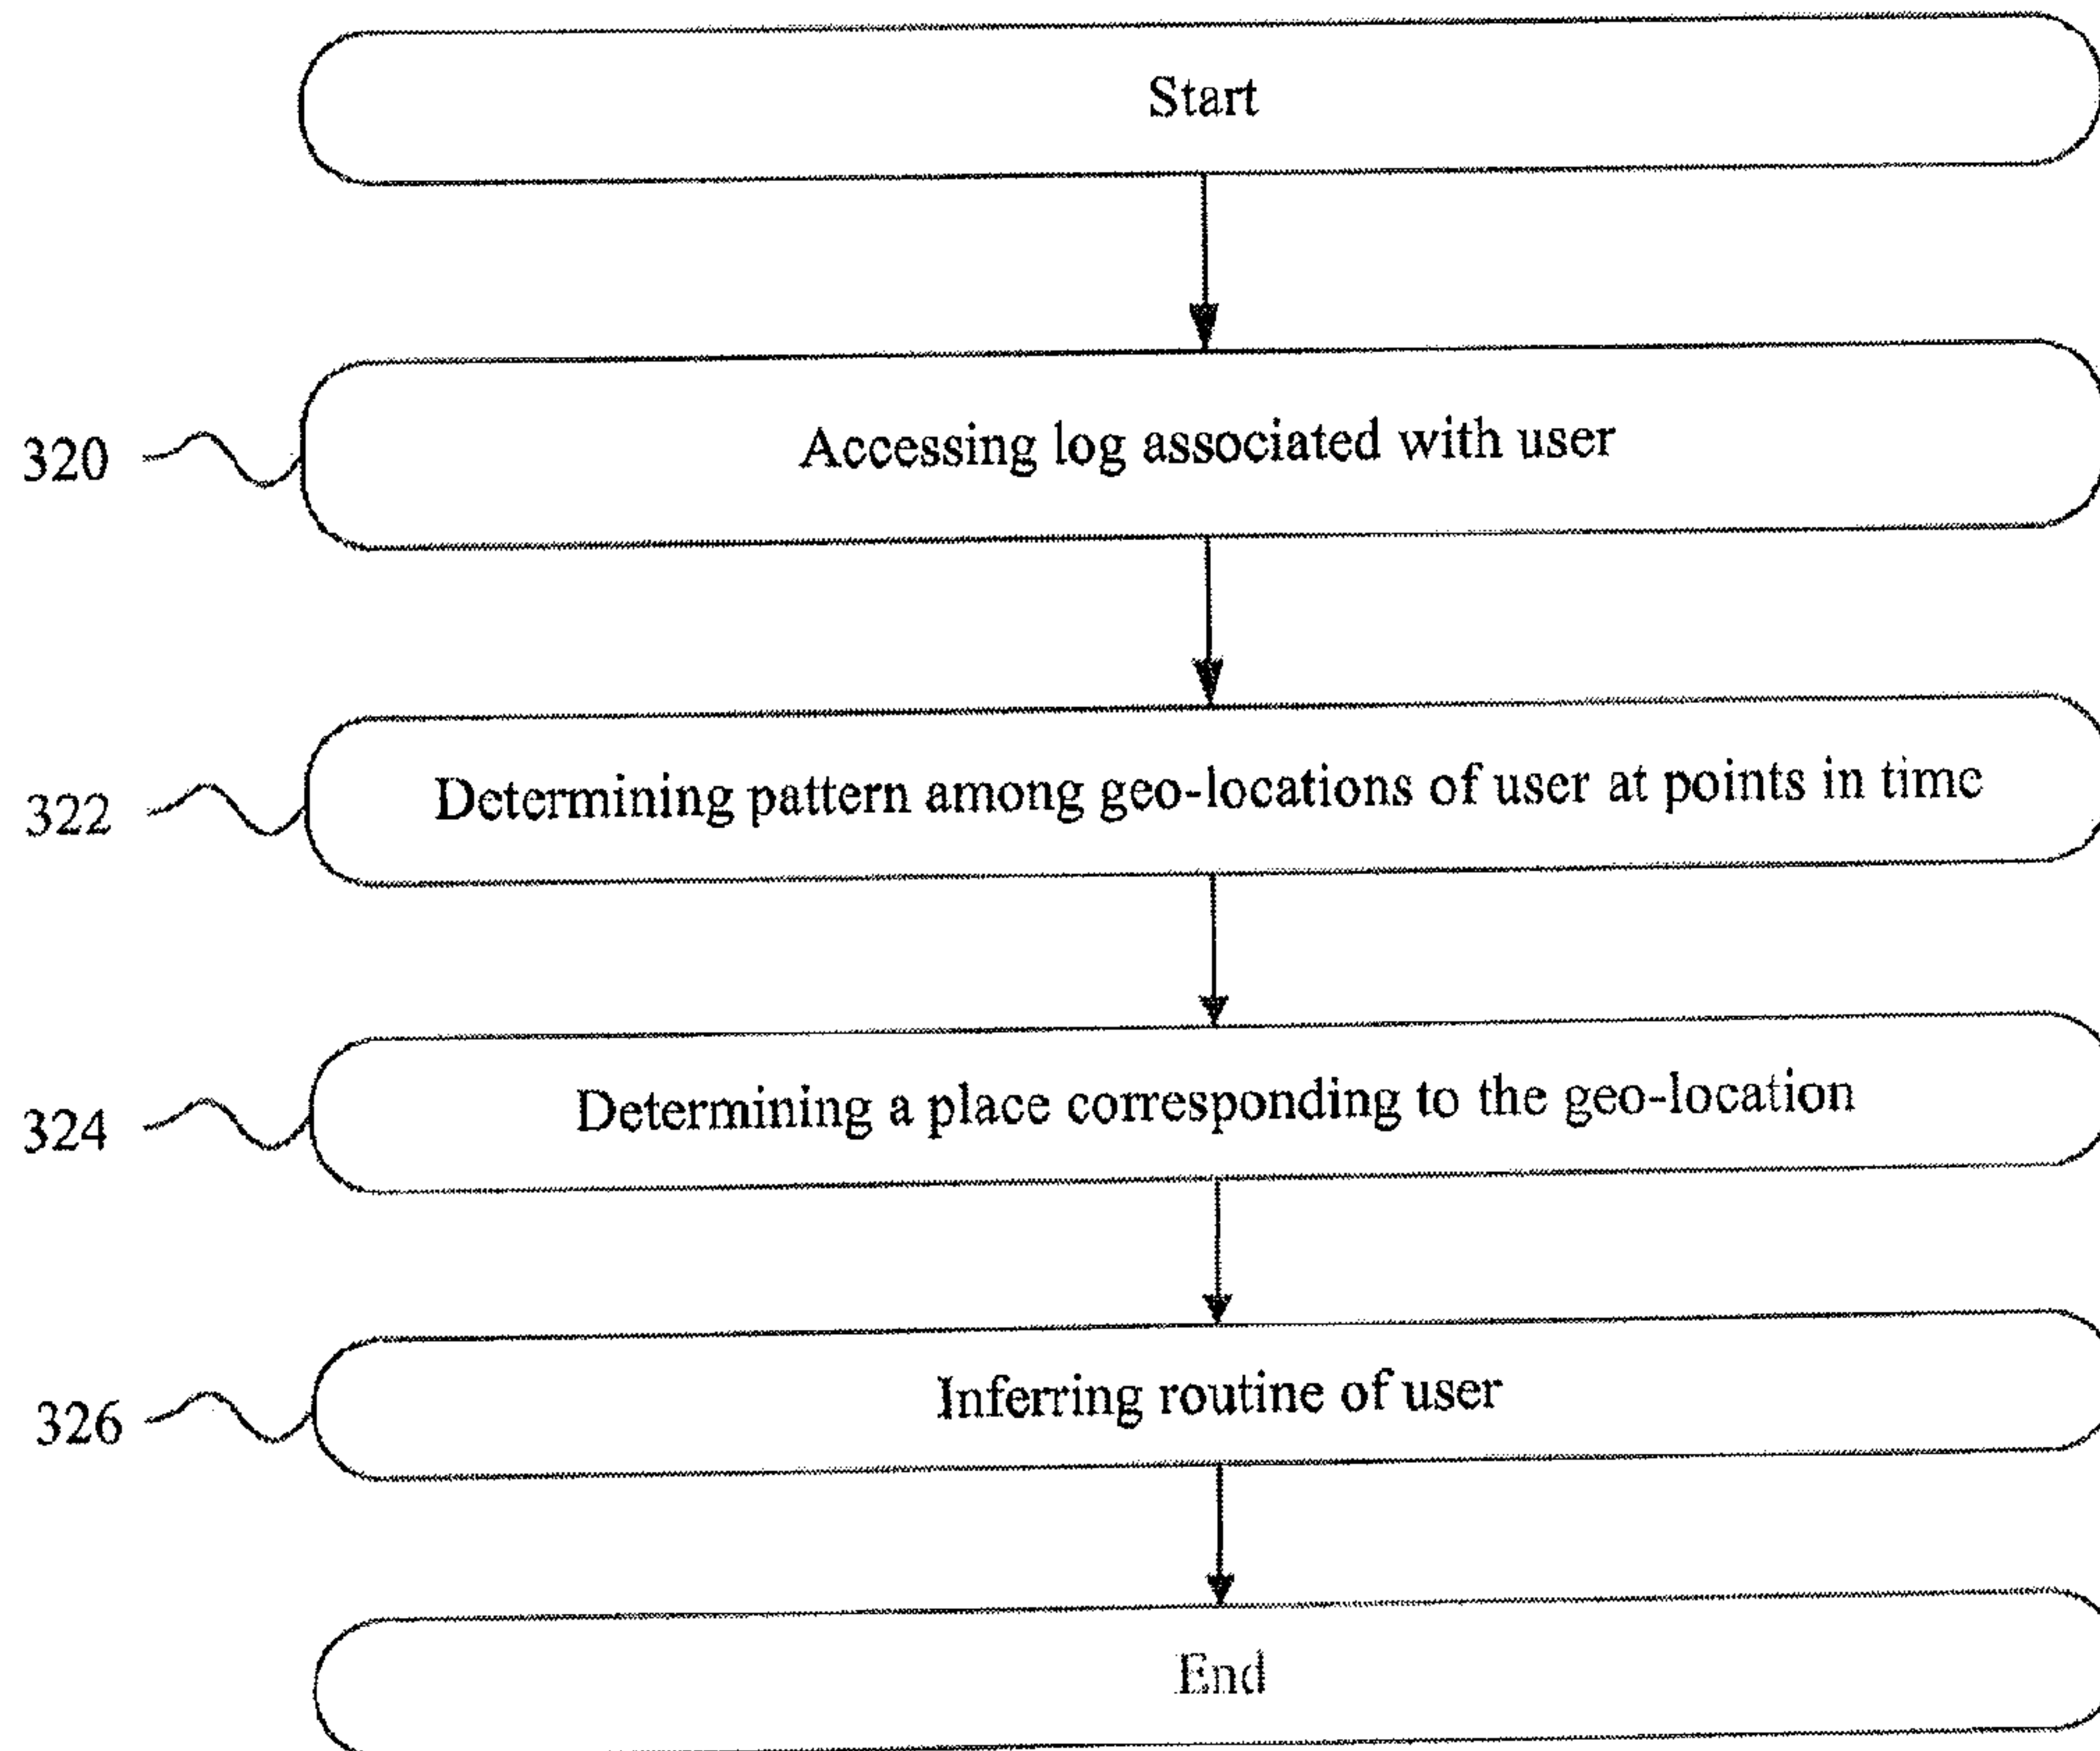 Start
320
Accessing log associated with user
322
Determining pattern among geo-locations of user at points in time
324
Determining a place corresponding to the geo-location
326
Inferring routine of user
End